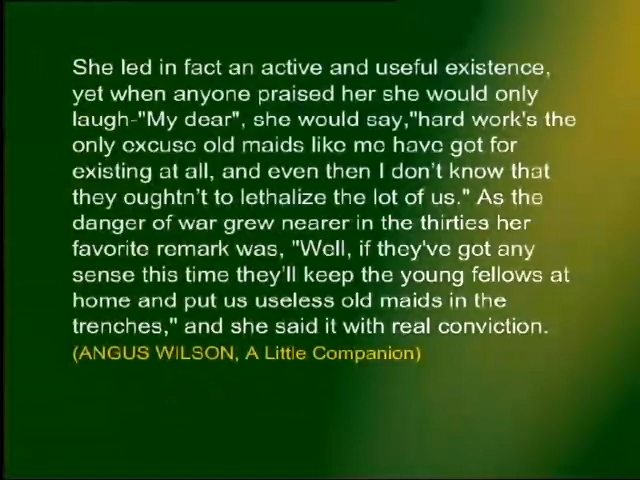 She led in fact an active and useful existence,
yet when anyone praised her she would only
laugh-"My dear", she would say,"hard work's the
only excuse old maids like me have got for
existing at all, and even then I don't know that
they oughtn't to lethalize the lot of us." As the
danger of war grew nearer in the thirties her
favorite remark was, "Well, if they've got any
sense this time they'll keep the young fellows at
home and put us useless old maids in the
trenches," and she said it with real conviction.
(ANGUS WILSON, A Little Companion)